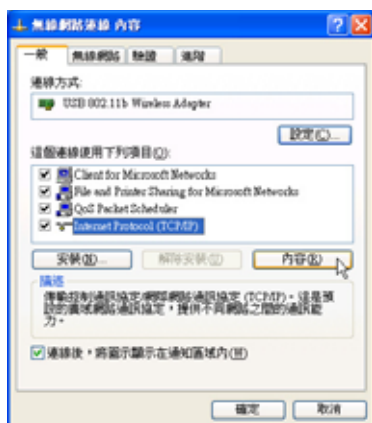 無線網路連線 內容
一般 無線網路 驗證 進階
連線方式:
USB 802.11b Wireless Adapter
設定(C)...
這個連線使用下列項目(O):
Client for Microsoft Networks
File and Printer Sharing for Microsoft Networks
QoS Packet Scheduler
Internet Protocol (TCP/IP)
安裝(N)... 解除安裝(U) 內容(R)
描述
傳輸控制通訊協定/網際網路通訊協定 (TCP/IP)。這是預
設的廣域網路通訊協定，提供不同網路之間的通訊能
力。
連線後，將圖示顯示在通知區域內(W)
確定 取消